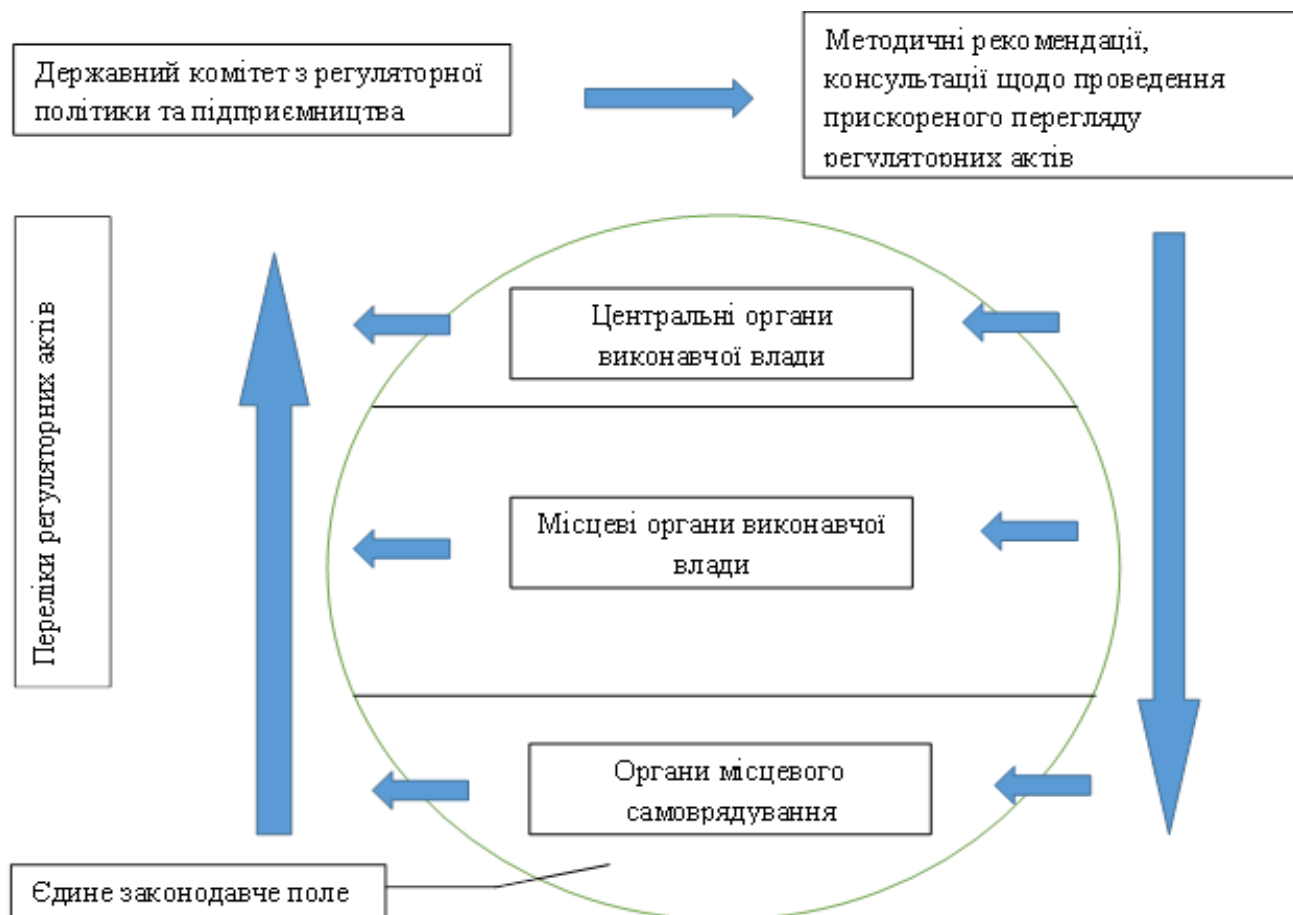 Державний комітет з регуляторної
політики та підприємництва
Методичні рекомендації,
консультації щодо проведення
прискореного перегляду
регуляторних актів
Переліки регуляторних актів
Центральні органи
виконавчої влади
Місцеві органи виконавчої
влади
Органи місцевого
самоврядування
Єдине законодавче поле